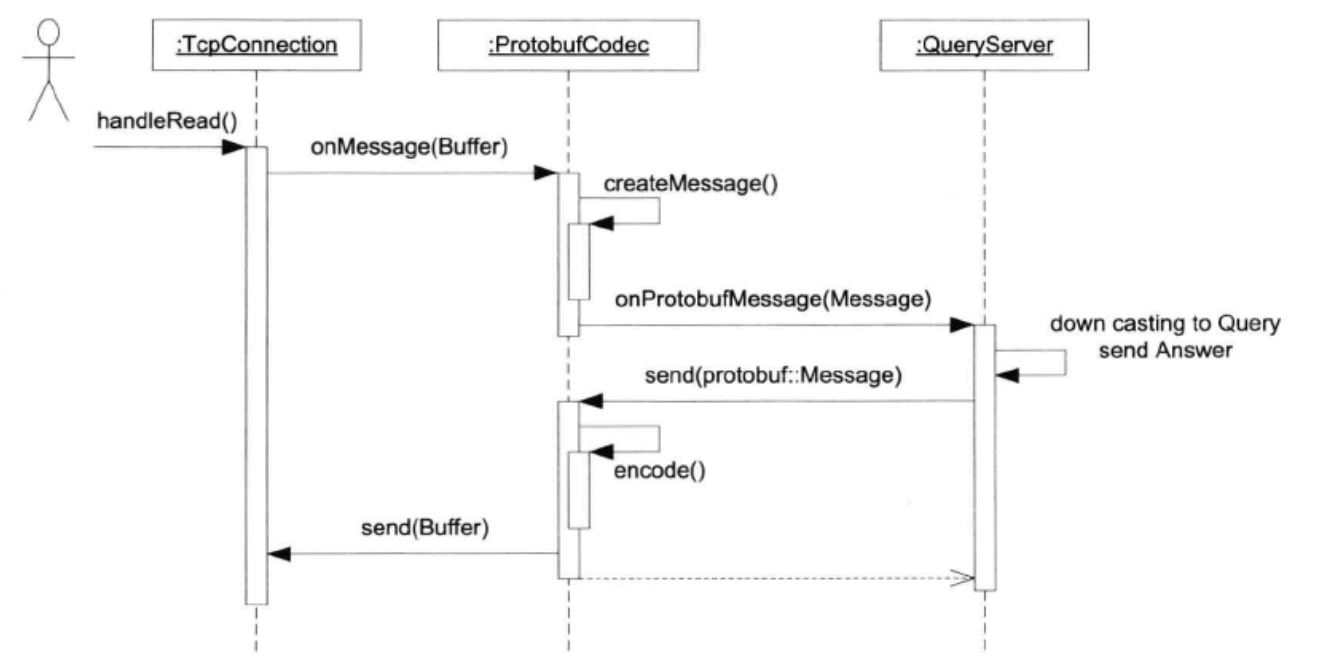 :TcpConnection
:ProtobufCodec
:QueryServer
handleRead()
onMessage(Buffer)
createMessage()
onProtobufMessage(Message)
down casting to Query
send Answer
send(protobuf::Message)
encode()
send(Buffer)